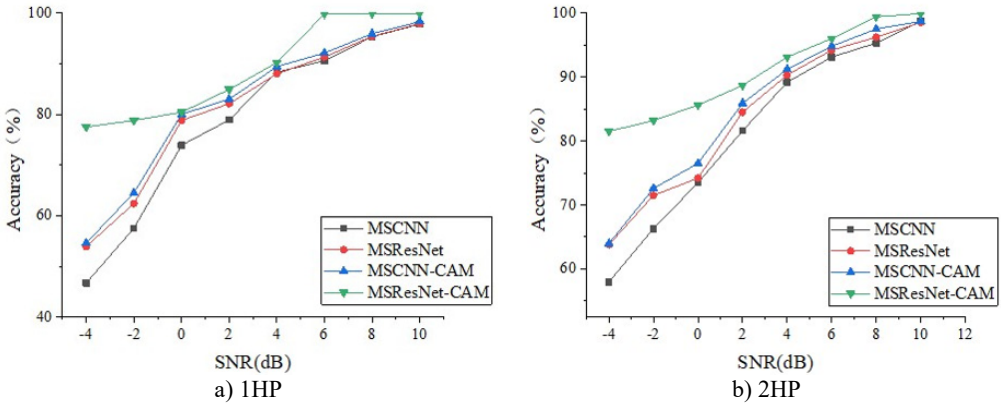 100
80
60
40
Accuracy (%)
-4 -2 0 2 4 6 8 10
SNR(dB)
MSCNN
MSResNet
MSCNN-CAM
MSResNet-CAM
a) 1HP
100
90
80
70
60
Accuracy (%)
-4 -2 0 2 4 6 8 10 12
SNR(dB)
MSCNN
MSResNet
MSCNN-CAM
MSResNet-CAM
b) 2HP